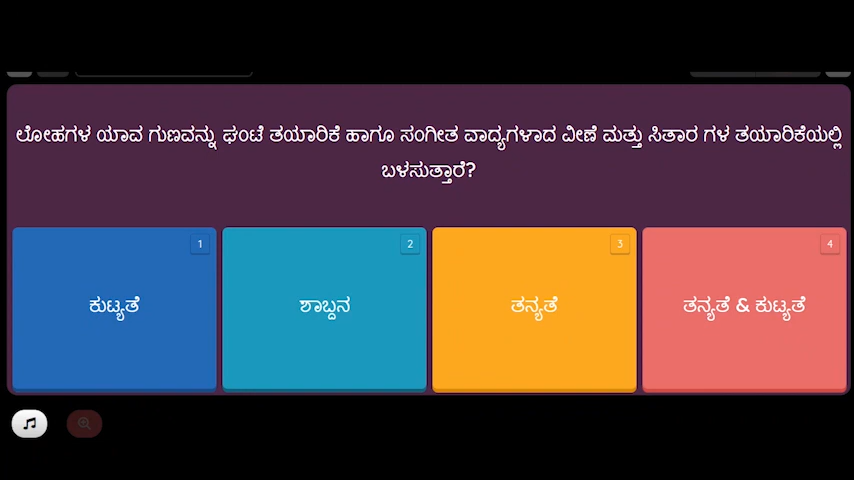 ಲೋಹಗಳ ಯಾವ ಗುಣವನ್ನು ಘಂಟೆ ತಯಾರಿಕೆ ಹಾಗೂ ಸಂಗೀತ ವಾದ್ಯಗಳಾದ ವೀಣೆ ಮತ್ತು ಸಿತಾರ ಗಳ ತಯಾರಿಕೆಯಲ್ಲಿ
ಬಳಸುತ್ತಾರೆ?
1
ಕುಟ್ಯತೆ
2
ಶಾಬ್ದನ
3
ತನ್ಯತೆ
4
ತನ್ಯತೆ & ಕುಟ್ಯತೆ